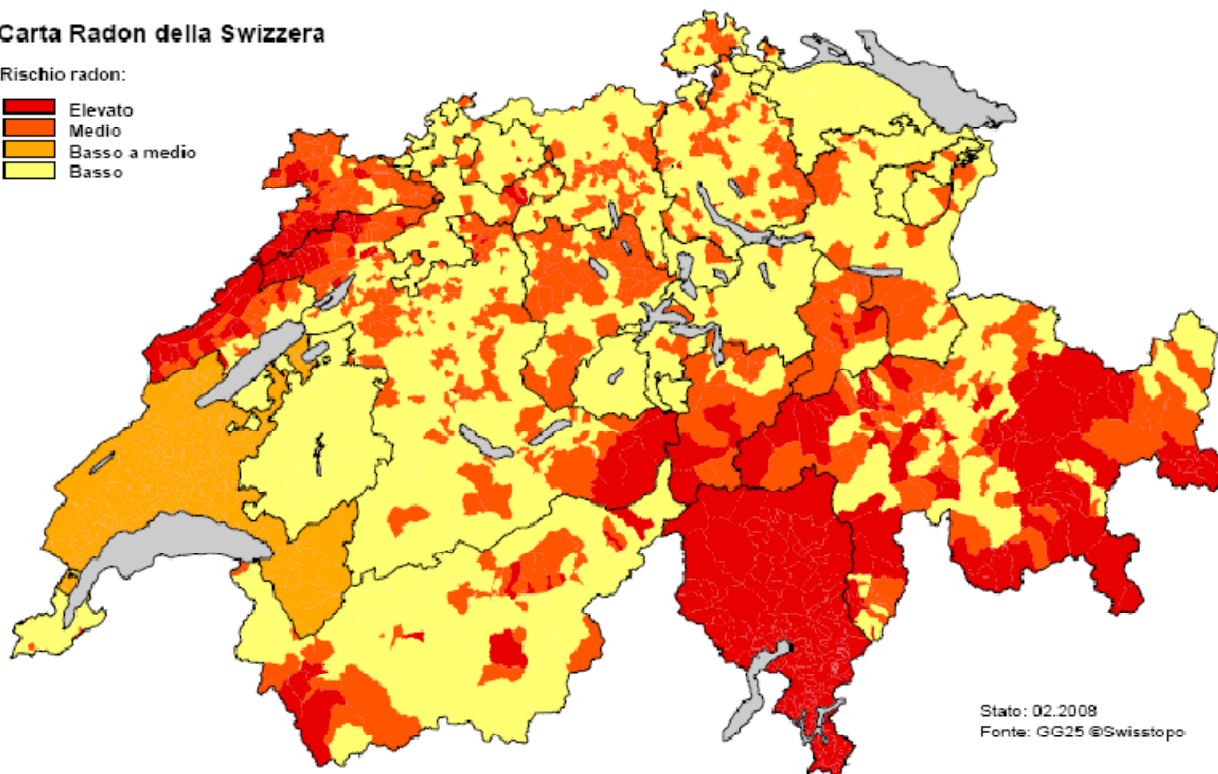 Carta Radon della Swizzera
Rischio radon:
Elevato
Medio
Basso a medio
Basso
Stato: 02.2008
Fonte: GG25 ©Swisstopo